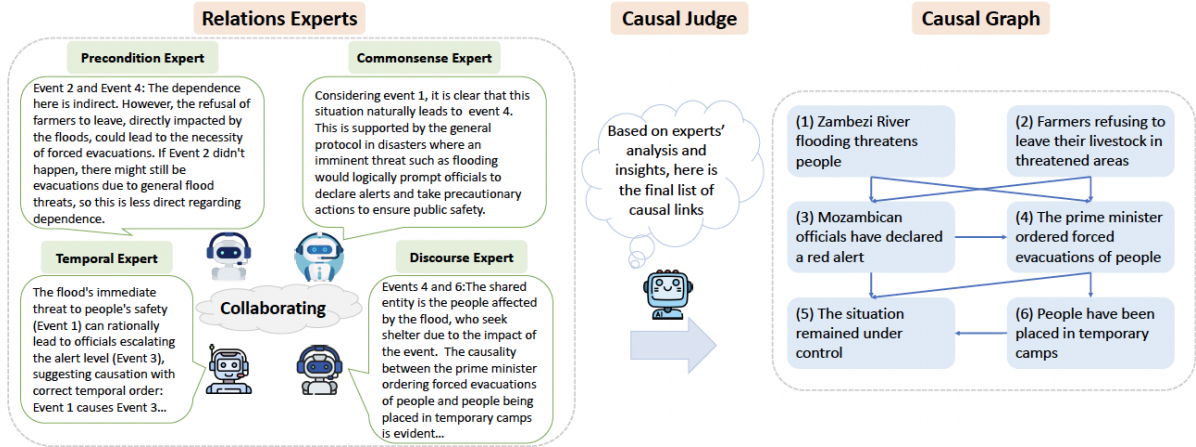 Relations Experts
Precondition Expert
Event 2 and Event 4: The dependence
here is indirect. However, the refusal of
farmers to leave, directly impacted by
the floods, could lead to the necessity
of forced evacuations. If Event 2 didn't
happen, there might still be
evacuations due to general flood
threats, so this is less direct regarding
dependence.
Commonsense Expert
Considering event 1, it is clear that this
situation naturally leads to event 4.
This is supported by the general
protocol in disasters where an
imminent threat such as flooding
would logically prompt officials to
declare alerts and take precautionary
actions to ensure public safety.
Temporal Expert
The flood's immediate
threat to people's safety
(Event 1) can rationally
lead to officials escalating
the alert level (Event 3),
suggesting causation with
correct temporal order:
Event 1 causes Event 3...
Collaborating
Discourse Expert
Events 4 and 6:The shared
entity is the people affected
by the flood, who seek
shelter due to the impact of
the event. The causality
between the prime minister
ordering forced evacuations
of people and people being
placed in temporary camps
is evident...
Causal Judge
Based on experts'
analysis and
insights, here is
the final list of
causal links
AI
Causal Graph
(1) Zambezi River
flooding threatens
people
(2) Farmers refusing to
leave their livestock in
threatened areas
(3) Mozambican
officials have declared
a red alert
(4) The prime minister
ordered forced
evacuations of people
(5) The situation
remained under
control
(6) People have been
placed in temporary
camps